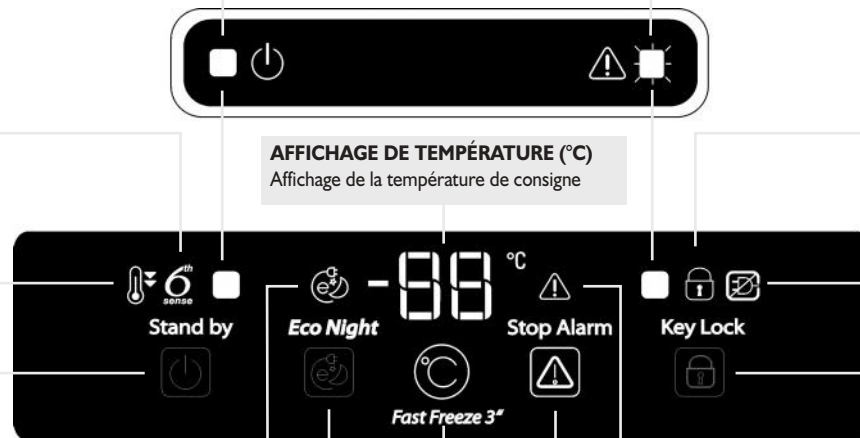 AFFICHAGE DE TEMPÉRATURE (°C)
Affichage de la température de consigne
6th sense
e
-88 °C
Stand by
Eco Night
Stop Alarm
Key Lock
e
°C
Fast Freeze 3"